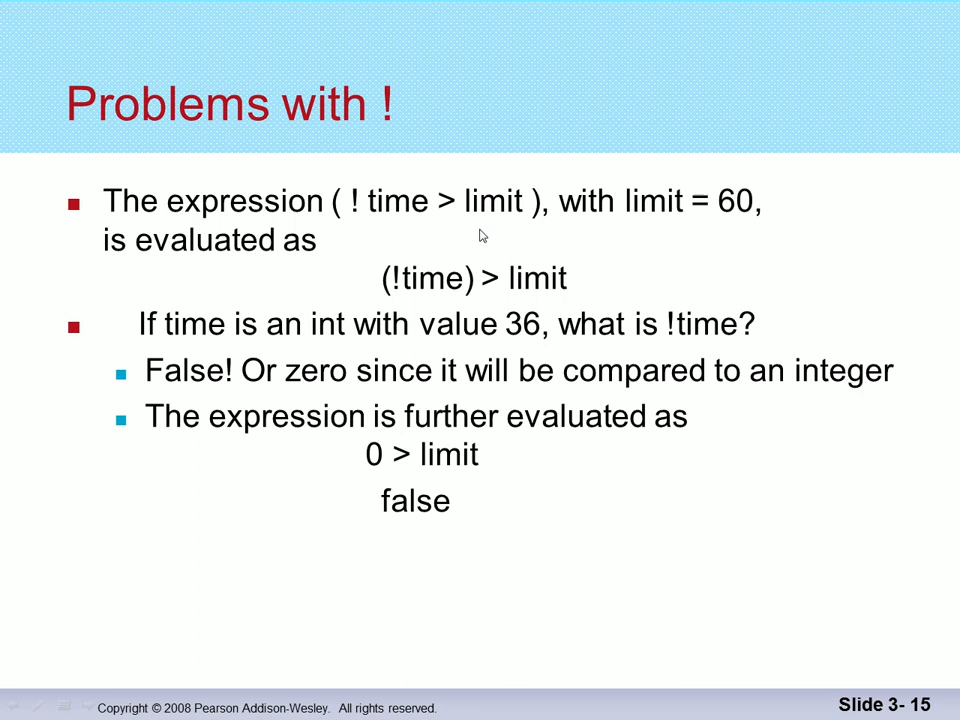 Problems with !
The expression ( ! time > limit ), with limit = 60,
is evaluated as
(!time) > limit
If time is an int with value 36, what is !time?
False! Or zero since it will be compared to an integer
The expression is further evaluated as
0 > limit
false
Copyright © 2008 Pearson Addison-Wesley. All rights reserved.
Slide 3- 15